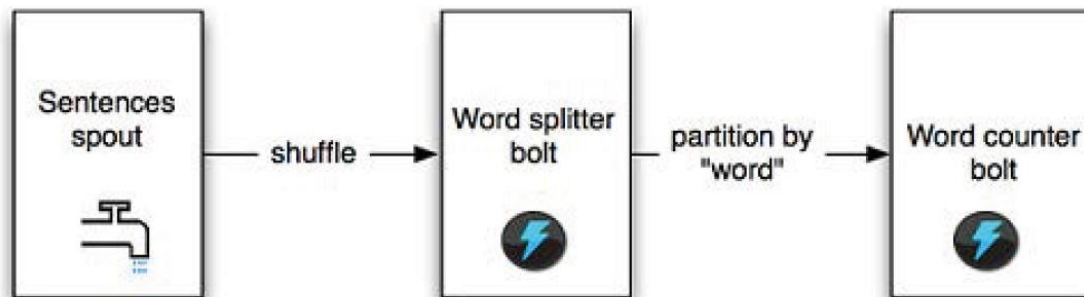 Sentences
spout
shuffle
Word splitter
bolt
partition by
"word"
Word counter
bolt